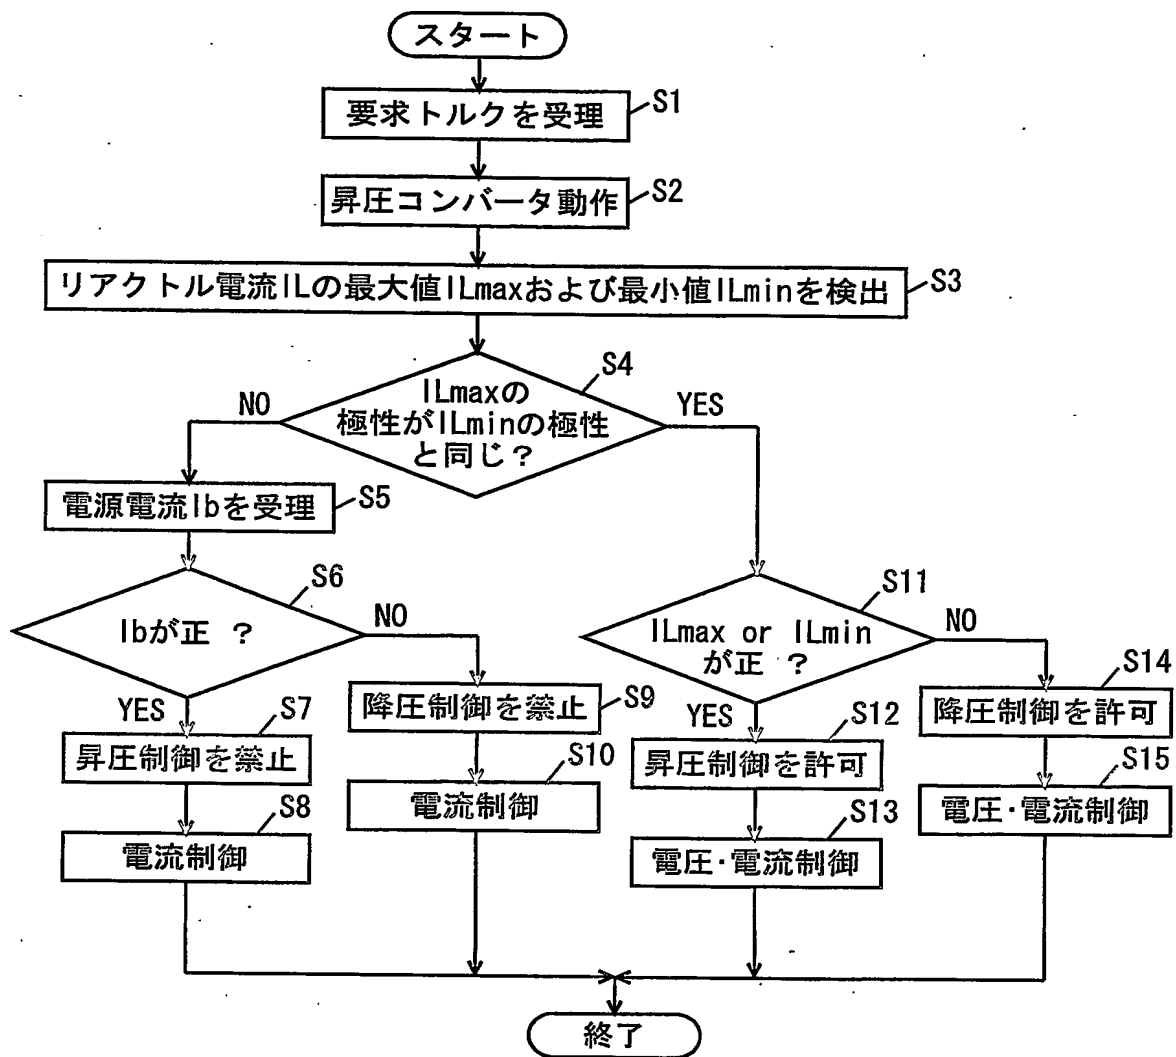 スタート
要求トルクを受理
S1
昇圧コンバータ動作
S2
リアクトル電流ILの最大値ILmaxおよび最小値ILminを検出
S3
ILmaxの
極性がILminの極性
と同じ？
S4
NO
YES
電源電流Ibを受理
S5
Ibが正 ？
S6
NO
YES
昇圧制御を禁止
S7
電流制御
S8
降圧制御を禁止
S9
電流制御
S10
ILmax or ILmin
が正 ？
S11
NO
YES
昇圧制御を許可
S12
電圧・電流制御
S13
降圧制御を許可
S14
電圧・電流制御
S15
終了